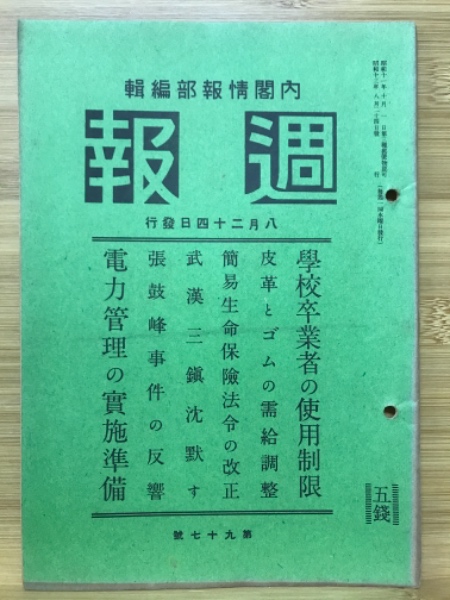 內閣情報部編輯
週報
八月二十四日發行
學校卒業者の使用制限
皮革とゴムの需給調整
簡易生命保險法令の改正
武漢三鎭沈默す
張鼓峰事件の反響
電力管理の實施準備
五錢
第九十七號